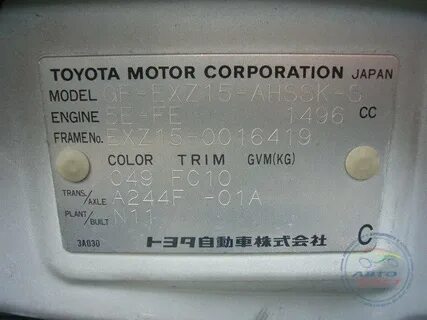 TOYOTA MOTOR CORPORATION JAPAN
MODEL GF-EXZ15-AHSSK-S
ENGINE 5E-FE 1496 CC
FRAME No. EXZ15-0016419
COLOR TRIM GVM(KG)
049 FC10
TRANS./AXLE A244F -01A
PLANT/BUILT N11
3A030 トヨタ自動車株式会社 C